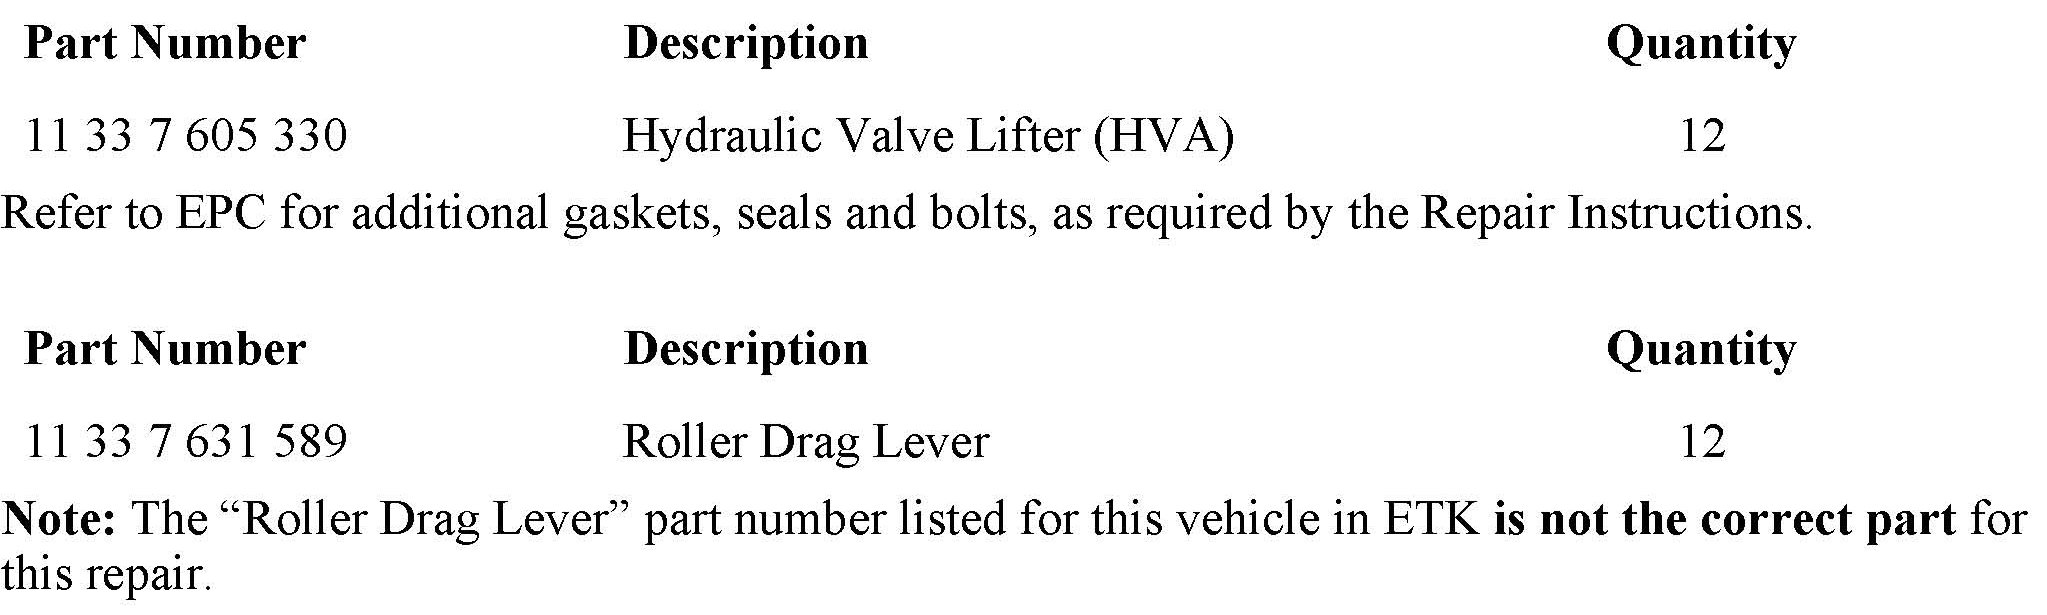 Part Number Description Quantity
11 33 7 605 330 Hydraulic Valve Lifter (HVA) 12
Refer to EPC for additional gaskets, seals and bolts, as required by the Repair Instructions.
Part Number Description Quantity
11 33 7 631 589 Roller Drag Lever 12
Note: The “Roller Drag Lever” part number listed for this vehicle in ETK is not the correct part for
this repair.